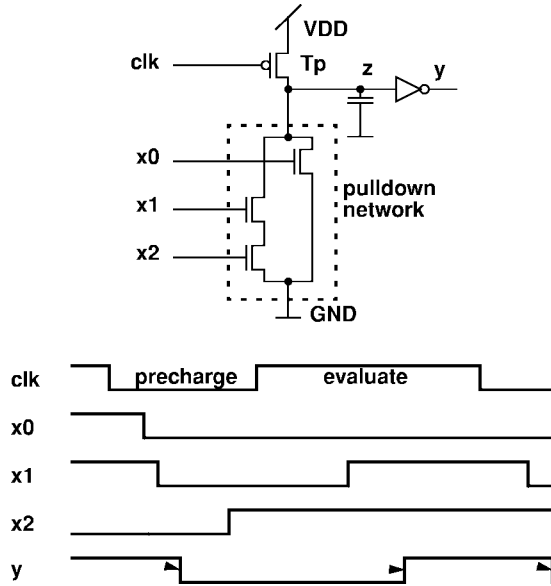 VDD
clk
Tp
z
y
x0
pulldown
network
x1
x2
GND
clk
precharge
evaluate
x0
x1
x2
y